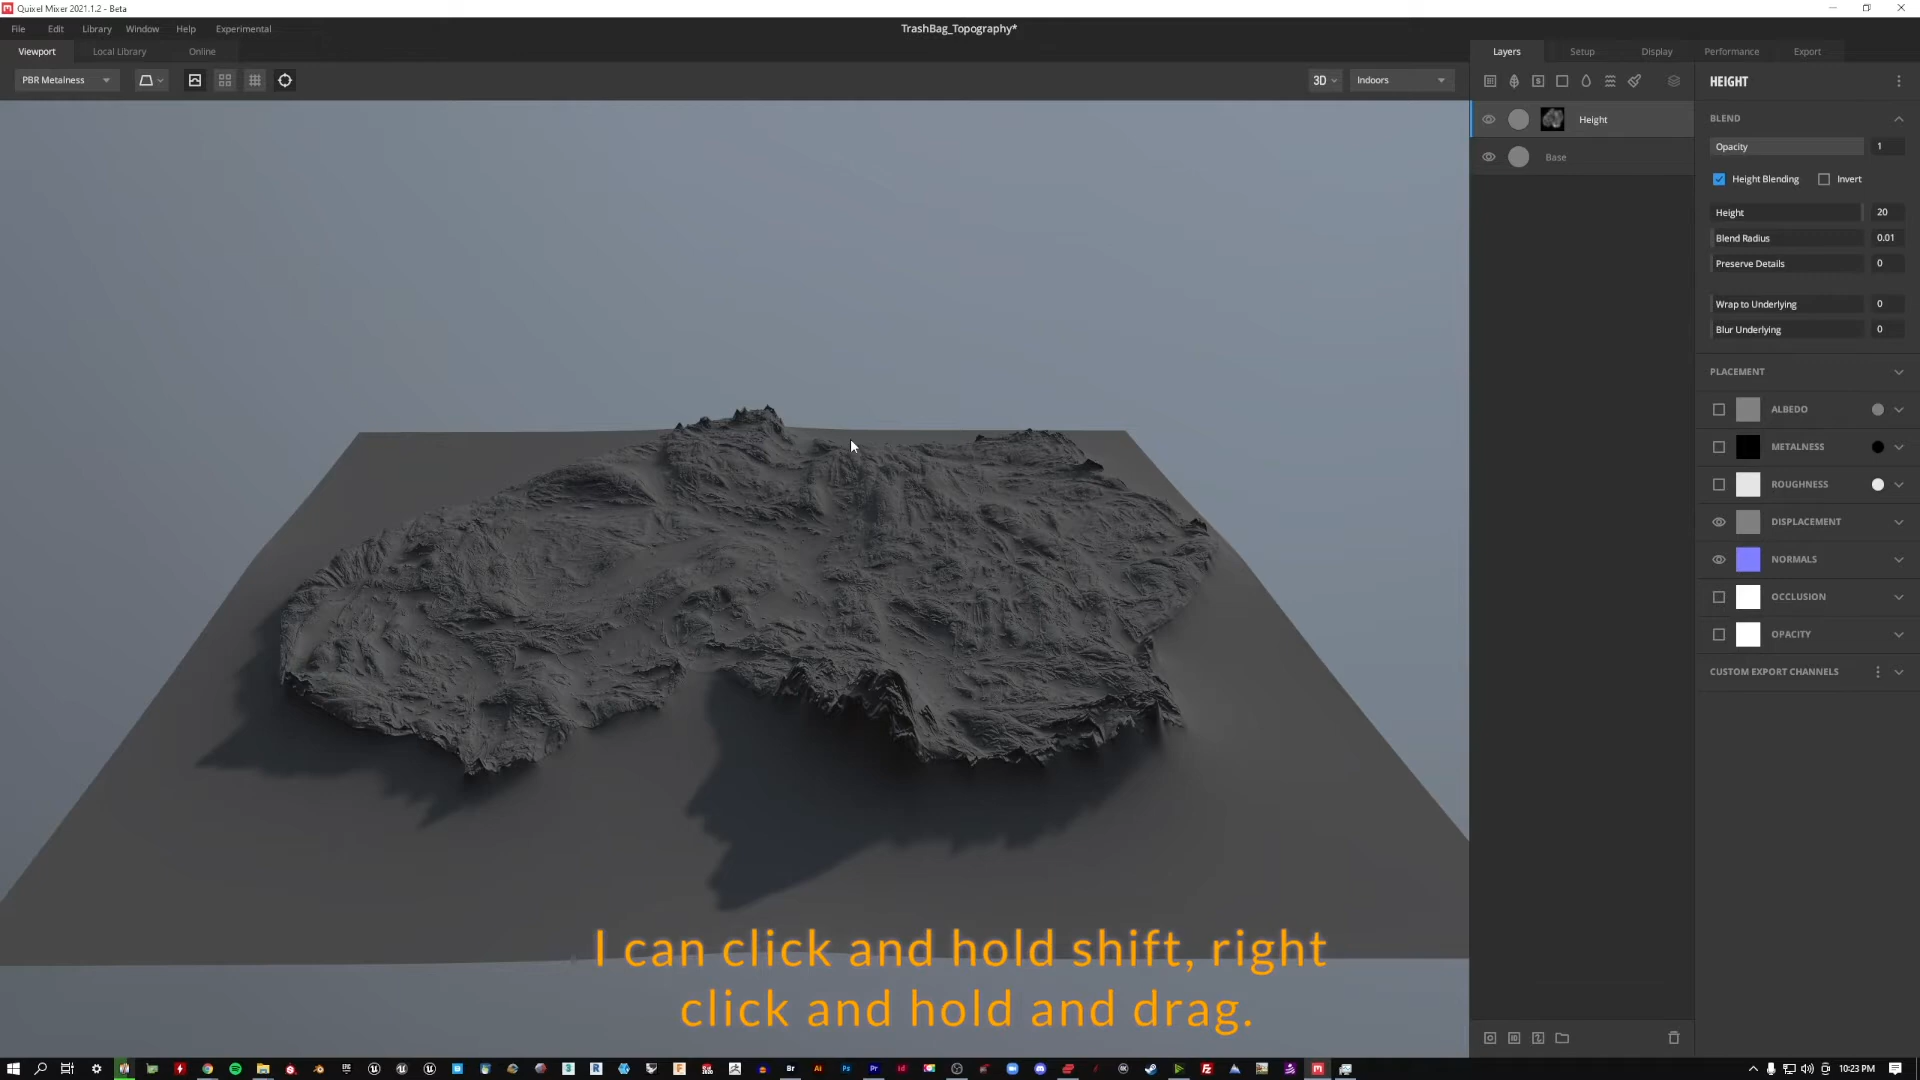 Quixel Mixer 2021.1.2 - Beta
File Edit Library Window Help Experimental
TrashBag_Topography*
Viewport Local Library Online
Layers Setup Display Performance Export
PBR Metalness
3D Indoors
HEIGHT
Height
Base
BLEND
Opacity 1
Height Blending Invert
Height 20
Blend Radius 0.01
Preserve Details 0
Wrap to Underlying 0
Blur Underlying 0
PLACEMENT
ALBEDO
METALNESS
ROUGHNESS
DISPLACEMENT
NORMALS
OCCLUSION
OPACITY
CUSTOM EXPORT CHANNELS
I can click and hold shift, right
click and hold and drag.
10:23 PM